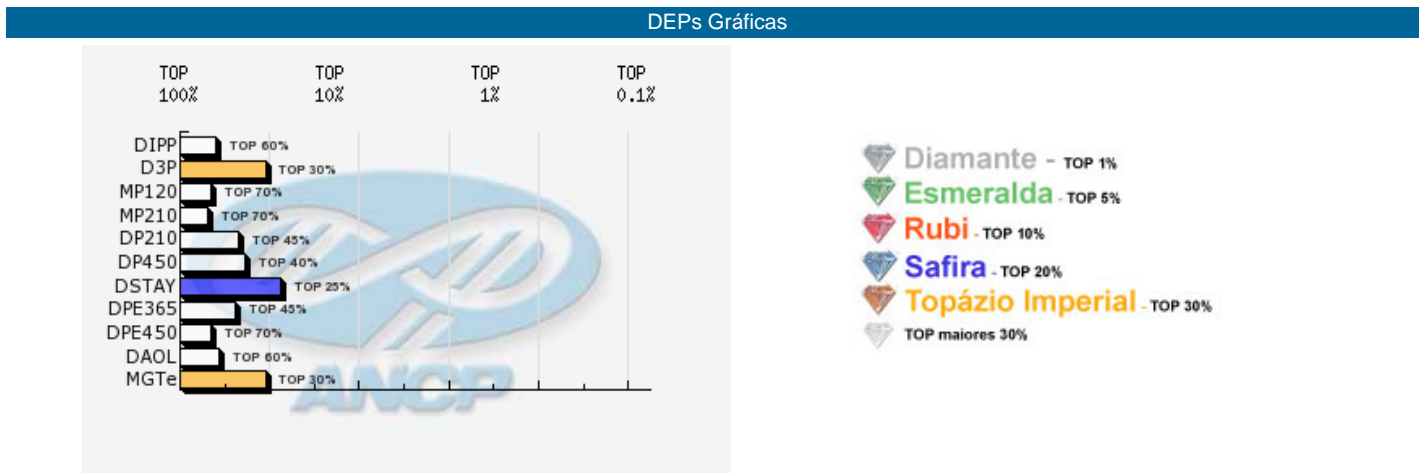 DEPs Gráficas
TOP TOP TOP TOP
100% 10% 1% 0.1%
DIPP TOP 60%
D3P TOP 30%
MP120 TOP 70%
MP210 TOP 70%
DP210 TOP 45%
DP450 TOP 40%
DSTAY TOP 25%
DPE365 TOP 45%
DPE450 TOP 70%
DAOL TOP 60%
MGTe TOP 30%
ANCP
Diamante - TOP 1%
Esmeralda - TOP 5%
Rubi - TOP 10%
Safira - TOP 20%
Topázio Imperial - TOP 30%
TOP maiores 30%